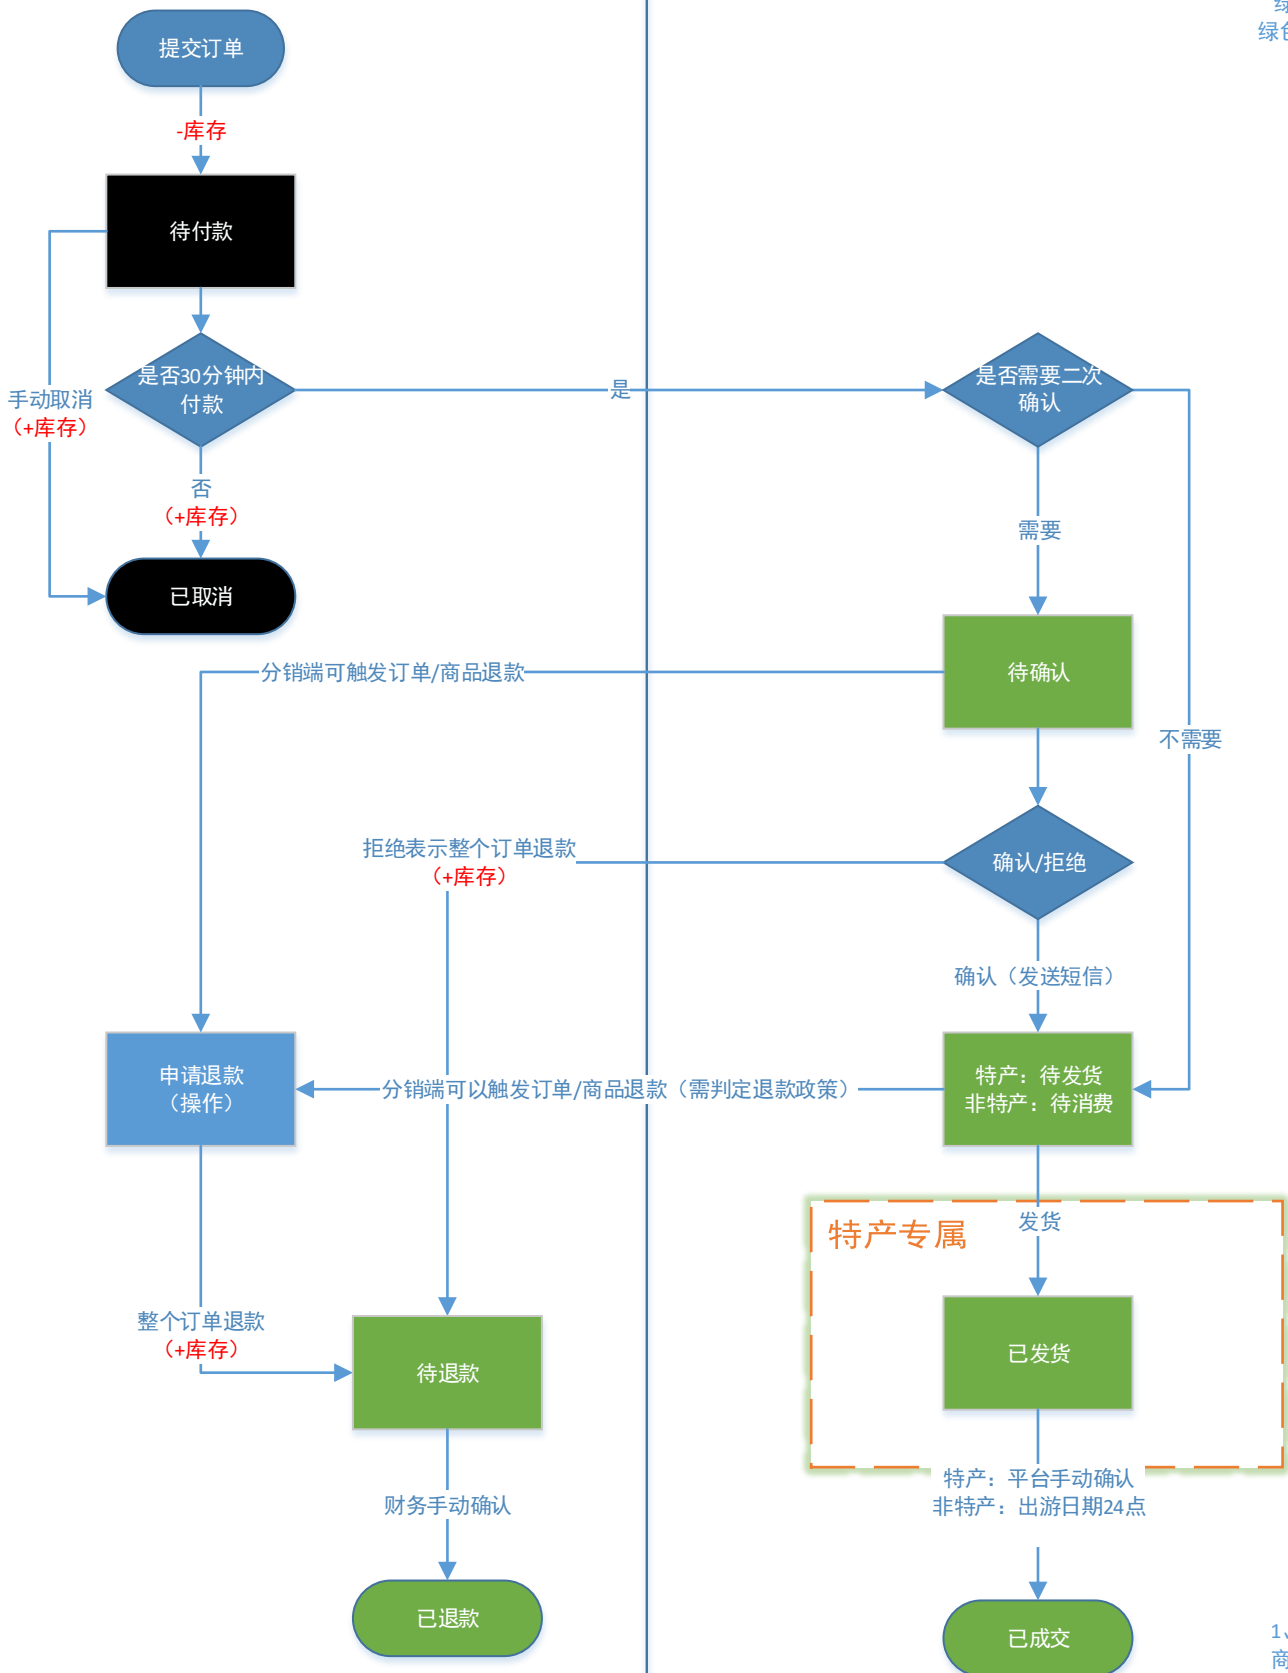 提交订单
绿色
-库存
待付款
是否30分钟内
付款
是
是否需要二次
确认
手动取消
（+库存）
否
（+库存）
需要
已取消
分销端可触发订单/商品退款
待确认
不需要
拒绝表示整个订单退款
（+库存）
确认/拒绝
确认（发送短信）
申请退款
（操作）
分销端可以触发订单/商品退款（需判定退款政策）
特产：待发货
非特产：待消费
特产专属
发货
整个订单退款
（+库存）
待退款
已发货
特产：平台手动确认
非特产：出游日期24点
财务手动确认
已退款
已成交
1、
商